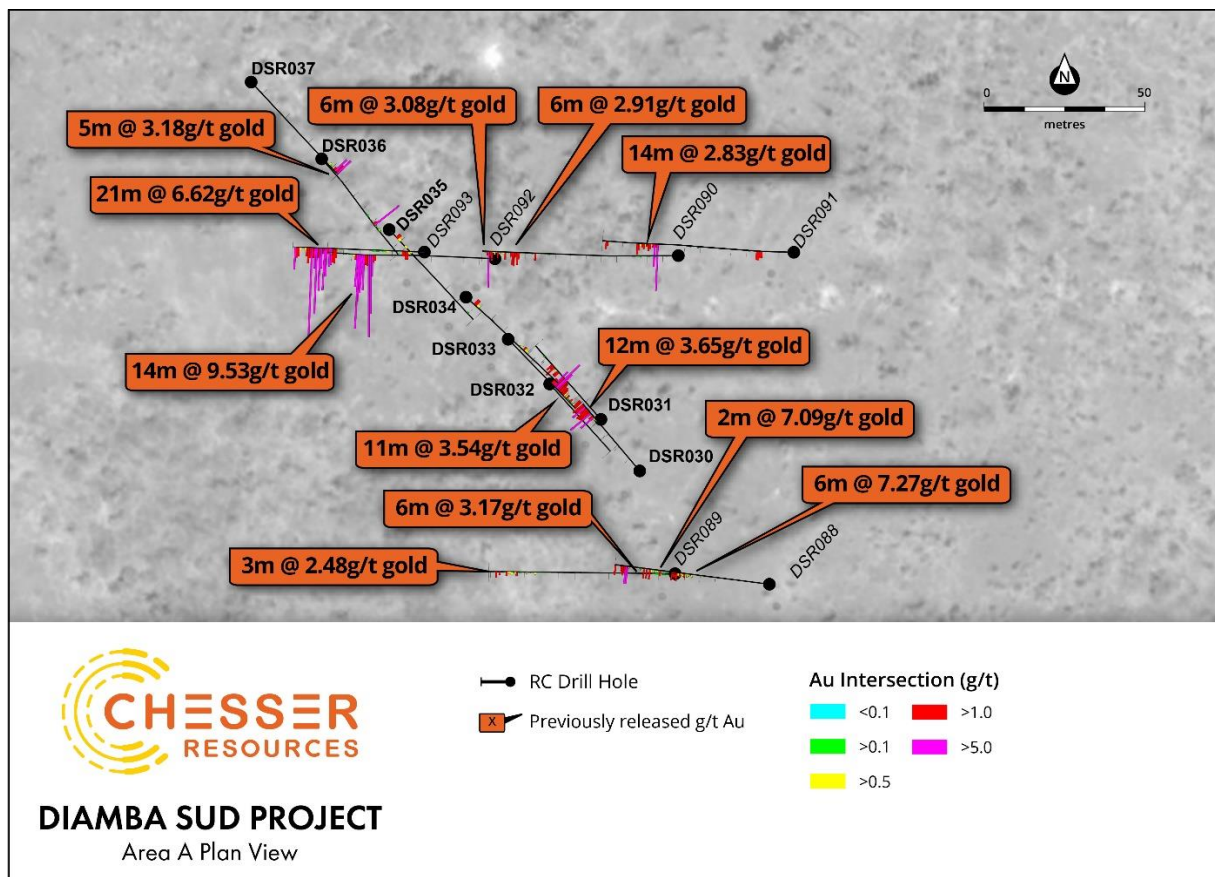 DSR037
6m @ 3.08g/t gold
6m @ 2.91g/t gold
N
0
50
metres
5m @ 3.18g/t gold
DSR036
14m @ 2.83g/t gold
21m @ 6.62g/t gold
DSR035
DSR093
DSR092
DSR090
DSR091
DSR034
DSR033
12m @ 3.65g/t gold
14m @ 9.53g/t gold
DSR032
DSR031
2m @ 7.09g/t gold
11m @ 3.54g/t gold
DSR030
6m @ 7.27g/t gold
6m @ 3.17g/t gold
DSR089
DSR088
3m @ 2.48g/t gold
CHESSER
RESOURCES
DIAMBA SUD PROJECT
Area A Plan View
RC Drill Hole
X
Previously released g/t Au
Au Intersection (g/t)
<0.1
>1.0
>0.1
>5.0
>0.5